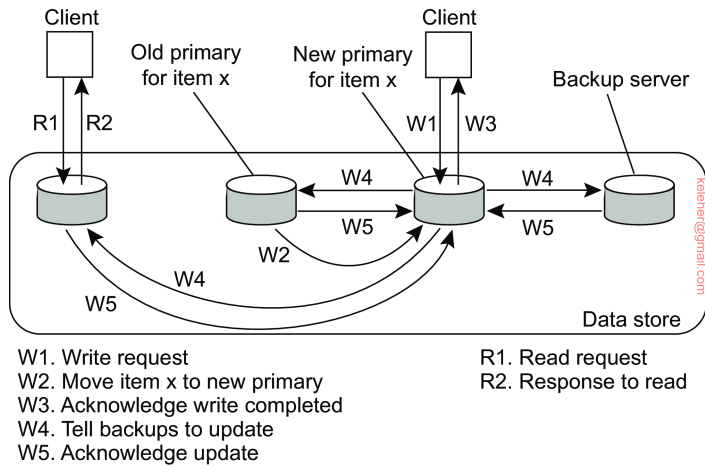 Client
Client
Old primary
for item x
New primary
for item x
Backup server
R1
R2
W1
W3
W4
W4
W5
W5
W2
W4
W5
Data store
keleher@gmail.com
W1. Write request
W2. Move item x to new primary
W3. Acknowledge write completed
W4. Tell backups to update
W5. Acknowledge update
R1. Read request
R2. Response to read